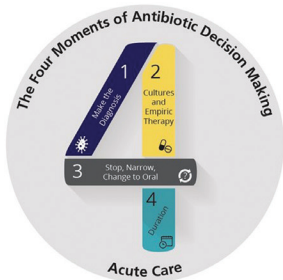 The Four Moments of Antibiotic Decision Making
1
Make the
Diagnosis
2
Cultures
and
Empiric
Therapy
3
Stop, Narrow,
Change to Oral
4
Duration
Acute Care